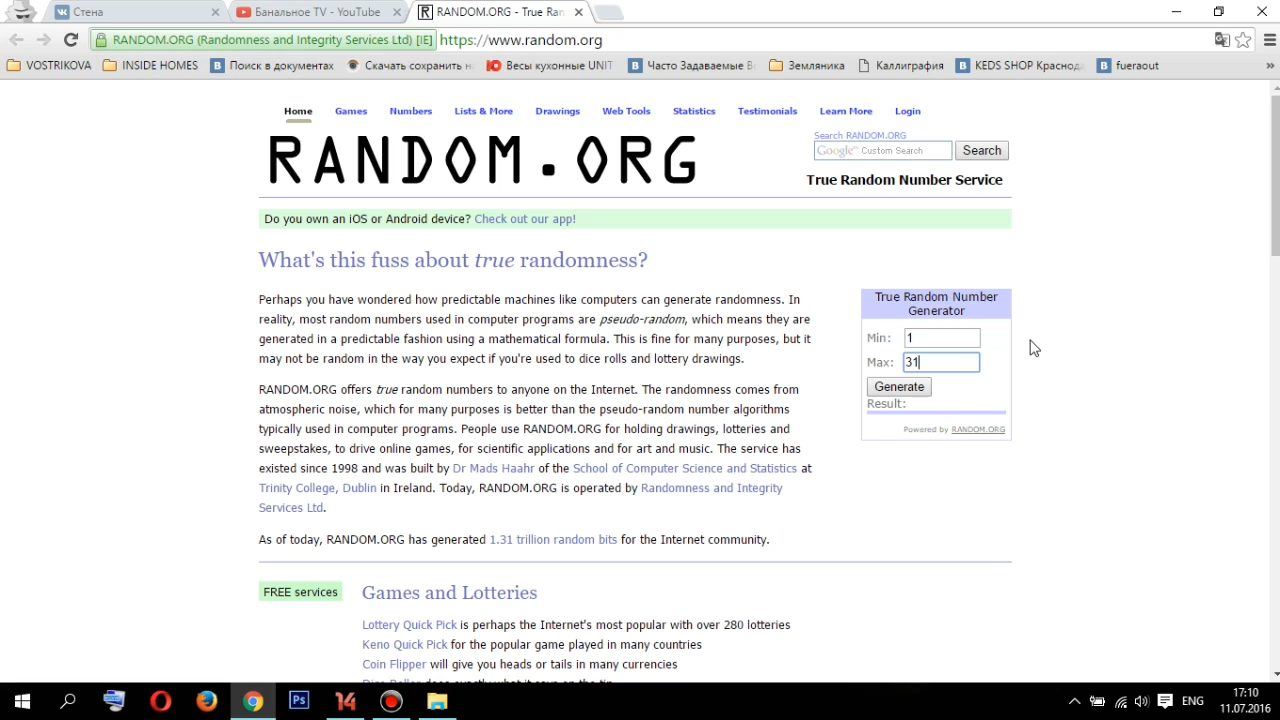 Стена
Банальное TV - YouTube
RANDOM.ORG - True Ran
RANDOM.ORG (Randomness and Integrity Services Ltd) [IE] https://www.random.org
VOSTRIKOVA INSIDE HOMES Поиск в документах Скачать сохранить Весы кухонные UNIT Часто Задаваемые В Земляника Каллиграфия KEDS SHOP Краснода fueraout
Home Games Numbers Lists & More Drawings Web Tools Statistics Testimonials Learn More Login
RANDOM.ORG
Search RANDOM.ORG
Google™ Custom Search Search
True Random Number Service
Do you own an iOS or Android device? Check out our app!
What's this fuss about true randomness?
Perhaps you have wondered how predictable machines like computers can generate randomness. In
reality, most random numbers used in computer programs are pseudo-random, which means they are
generated in a predictable fashion using a mathematical formula. This is fine for many purposes, but it
may not be random in the way you expect if you're used to dice rolls and lottery drawings.
RANDOM.ORG offers true random numbers to anyone on the Internet. The randomness comes from
atmospheric noise, which for many purposes is better than the pseudo-random number algorithms
typically used in computer programs. People use RANDOM.ORG for holding drawings, lotteries and
sweepstakes, to drive online games, for scientific applications and for art and music. The service has
existed since 1998 and was built by Dr Mads Haahr of the School of Computer Science and Statistics at
Trinity College, Dublin in Ireland. Today, RANDOM.ORG is operated by Randomness and Integrity
Services Ltd.
As of today, RANDOM.ORG has generated 1.31 trillion random bits for the Internet community.
True Random Number
Generator
Min: 1
Max: 31
Generate
Result:
Powered by RANDOM.ORG
FREE services
Games and Lotteries
Lottery Quick Pick is perhaps the Internet's most popular with over 280 lotteries
Keno Quick Pick for the popular game played in many countries
Coin Flipper will give you heads or tails in many currencies
Dice Roller does exactly what it says on the tin
ENG
17:10
11.07.2016